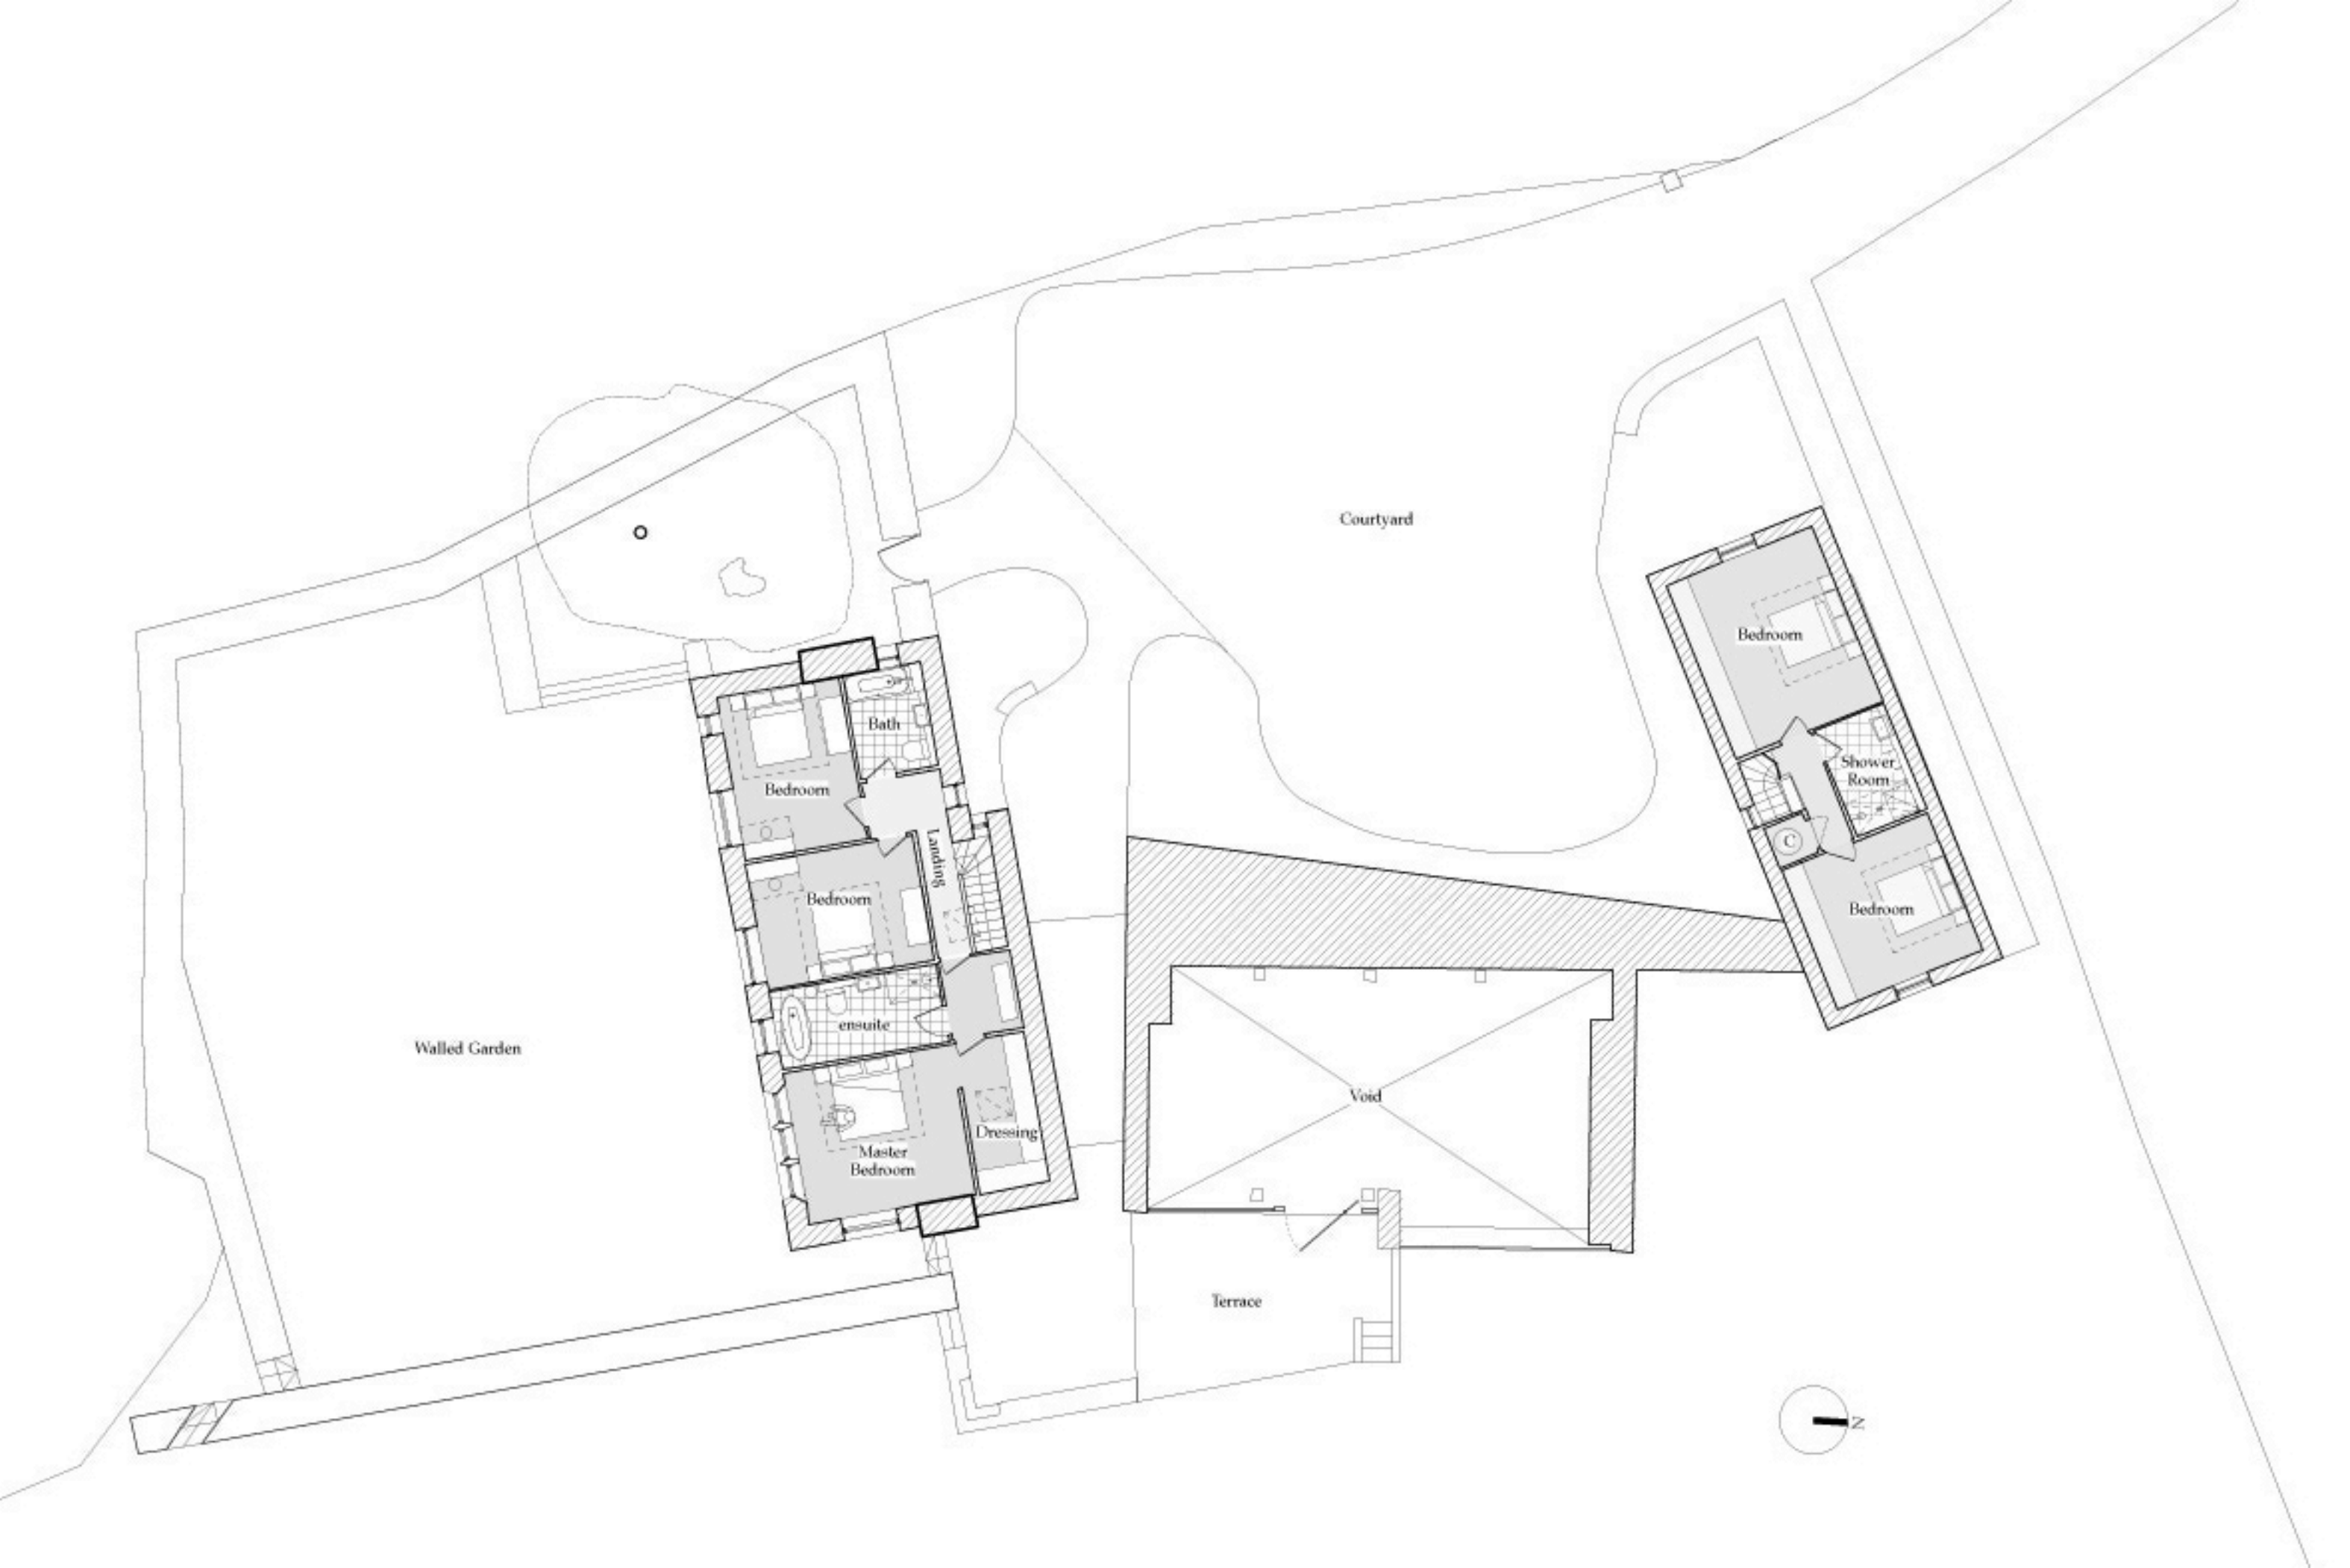 Courtyard
Bedroom
Bath
Shower
Room
Bedroom
Landing
C
Bedroom
Bedroom
ensuite
Walled Garden
Void
Dressing
Master
Bedroom
Terrace
N